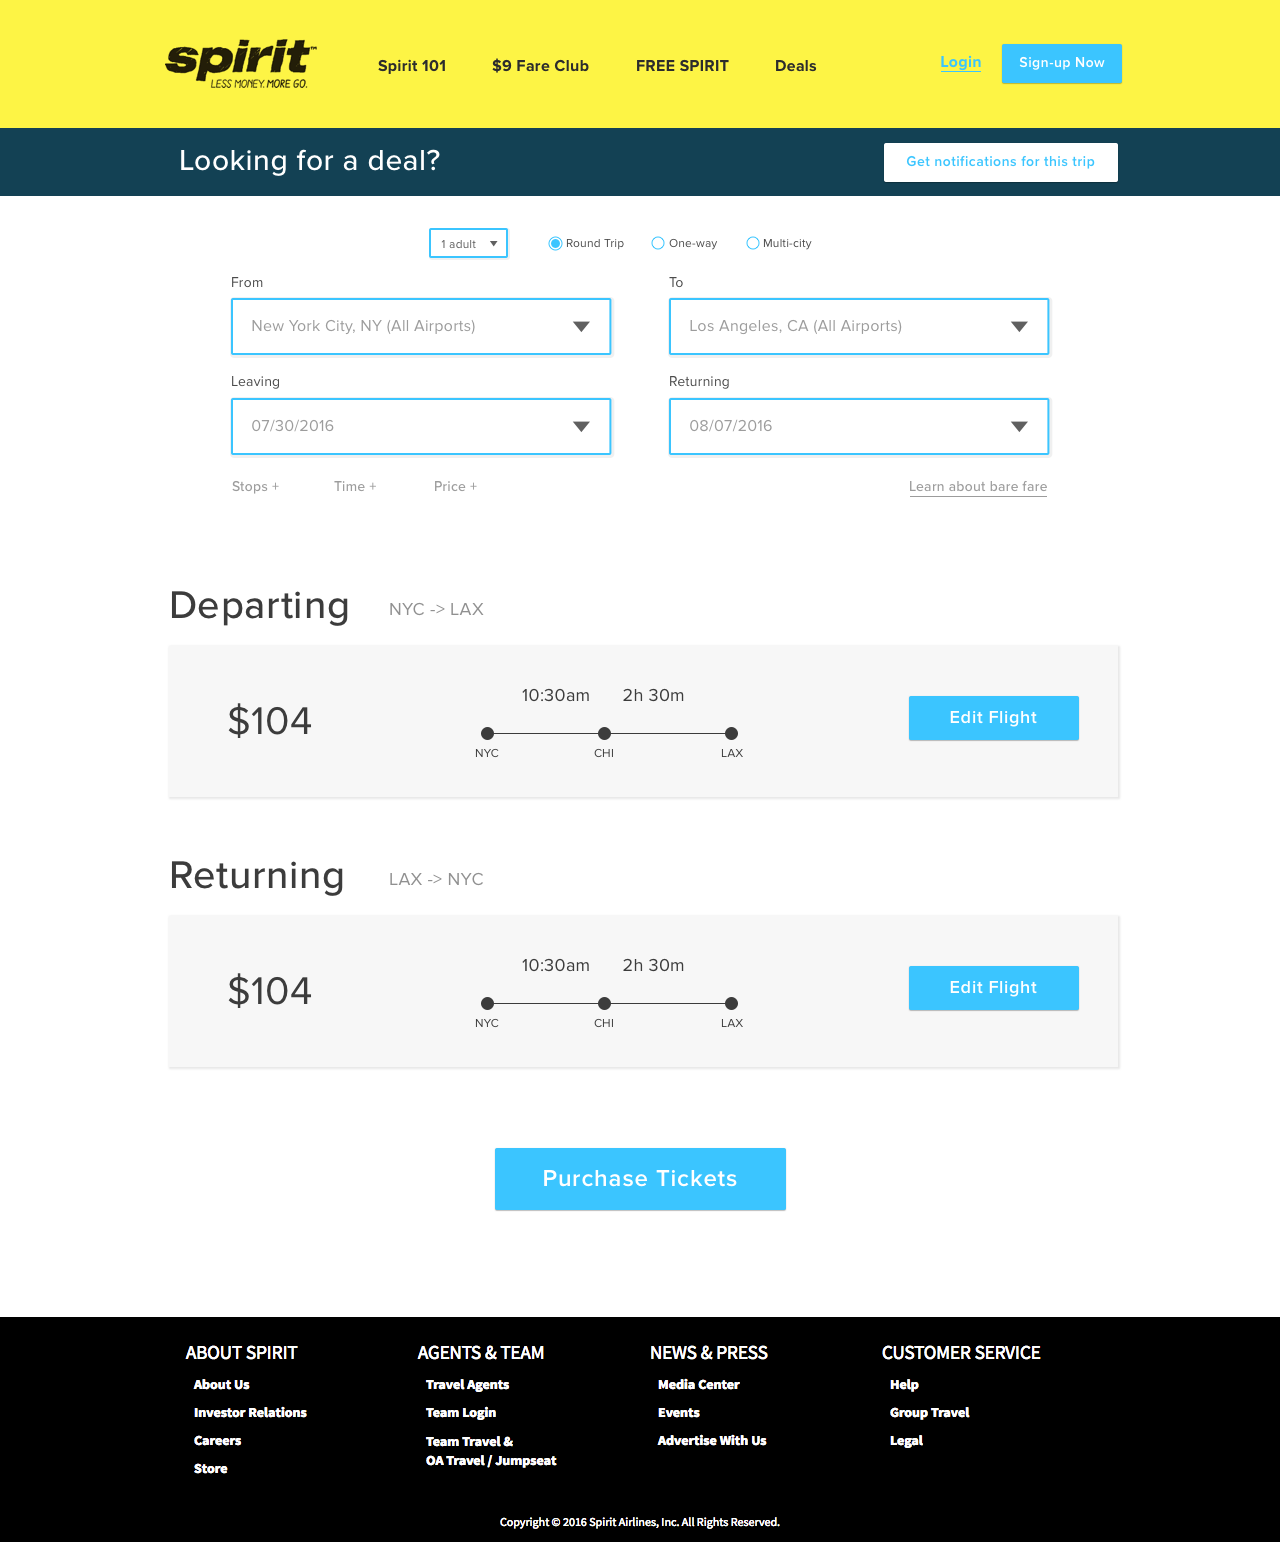 spirit™
LESS MONEY. MORE GO.
Spirit 101
$9 Fare Club
FREE SPIRIT
Deals
Login
Sign-up Now
Looking for a deal?
Get notifications for this trip
1 adult
Round Trip
One-way
Multi-city
From
To
New York City, NY (All Airports)
Los Angeles, CA (All Airports)
Leaving
Returning
07/30/2016
08/07/2016
Stops +
Time +
Price +
Learn about bare fare
Departing
NYC -> LAX
$104
10:30am
2h 30m
NYC
CHI
LAX
Edit Flight
Returning
LAX -> NYC
$104
10:30am
2h 30m
NYC
CHI
LAX
Edit Flight
Purchase Tickets
ABOUT SPIRIT
About Us
Investor Relations
Careers
Store
AGENTS & TEAM
Travel Agents
Team Login
Team Travel &
OA Travel / Jumpseat
NEWS & PRESS
Media Center
Events
Advertise With Us
CUSTOMER SERVICE
Help
Group Travel
Legal
Copyright © 2016 Spirit Airlines, Inc. All Rights Reserved.